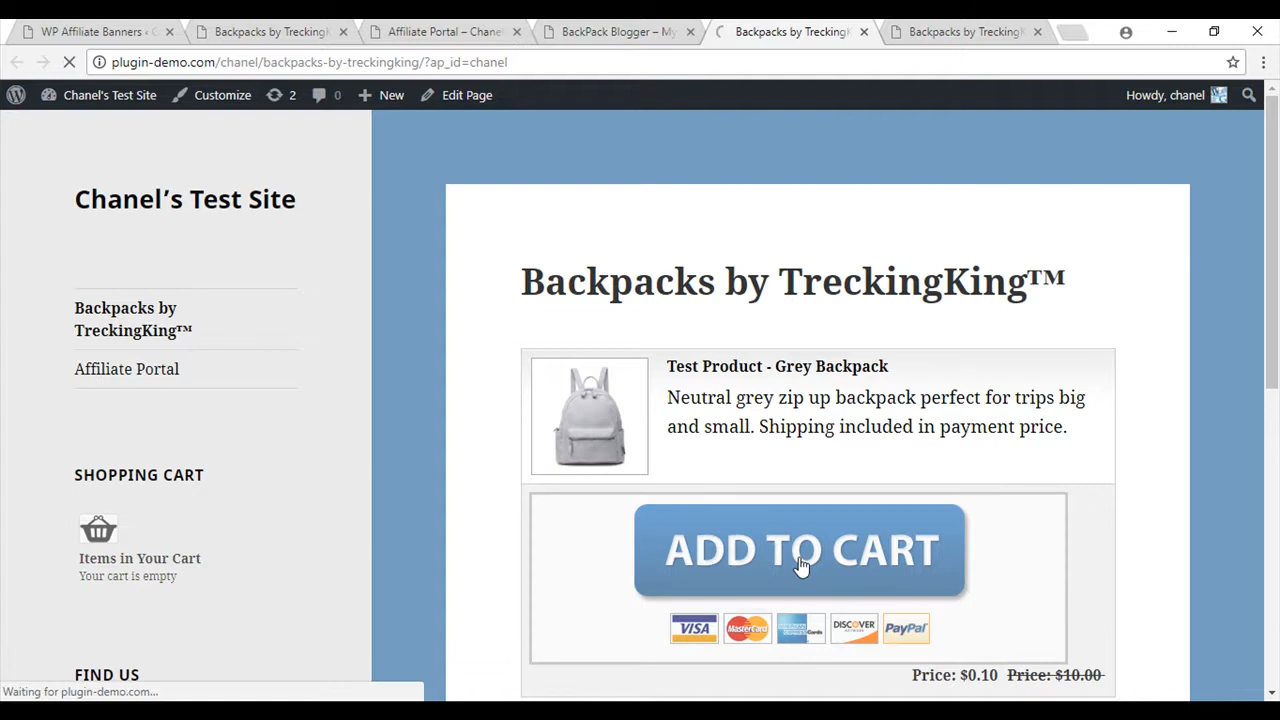 WP Affiliate Banners ‹ C
Backpacks by Trecking
Affiliate Portal – Chane
BackPack Blogger – My
Backpacks by Trecking
Backpacks by Trecking
plugin-demo.com/chanel/backpacks-by-treckingking/?ap_id=chanel
Chanel's Test Site
Customize
2
0
New
Edit Page
Howdy, chanel
Chanel's Test Site
Backpacks by
TreckingKing™
Affiliate Portal
SHOPPING CART
Items in Your Cart
Your cart is empty
FIND US
Backpacks by TreckingKing™
Test Product - Grey Backpack
Neutral grey zip up backpack perfect for trips big
and small. Shipping included in payment price.
ADD TO CART
VISA
MasterCard
DISCOVER
PayPal
Price: $0.10 Price: $10.00
Waiting for plugin-demo.com...